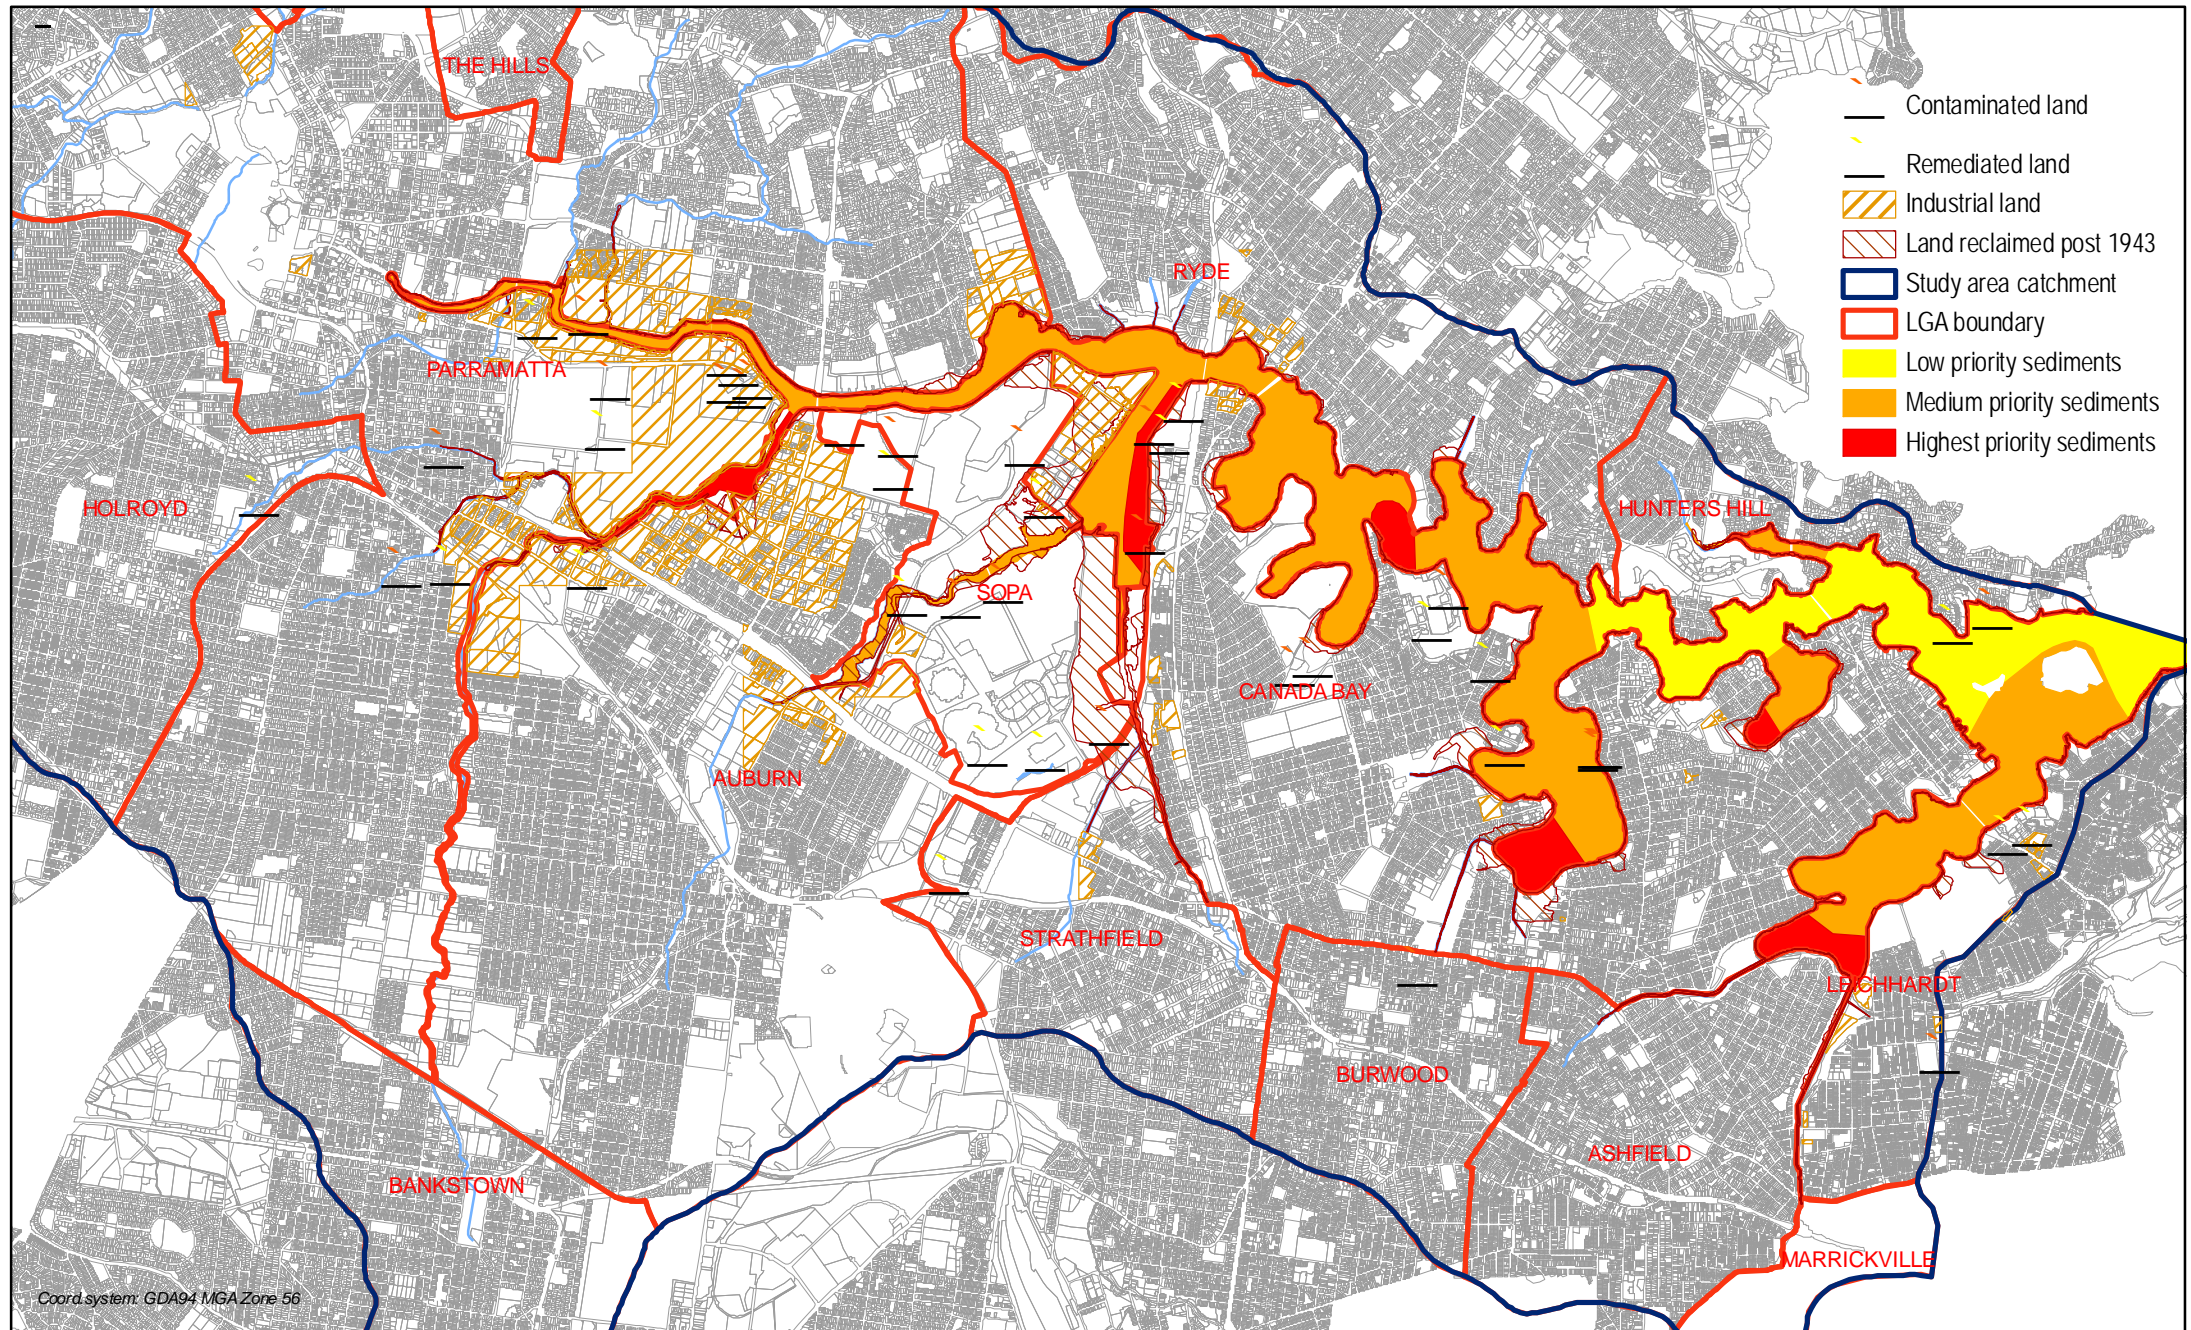 THE HILLS
Contaminated land
Remediated land
Industrial land
Land reclaimed post 1943
RYDE
Study area catchment
LGA boundary
PARRAMATTA
Low priority sediments
Medium priority sediments
Highest priority sediments
HOLROYD
HUNTERS HILL
SOPA
CANADA BAY
AUBURN
STRATHFIELD
LEICHHARDT
BURWOOD
ASHFIELD
BANKSTOWN
MARRICKVILLE
Coord.system: GDA94 MGA Zone 56